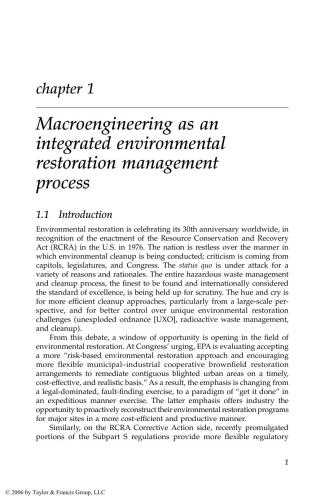 chapter 1
Macroengineering as an
integrated environmental
restoration management
process
1.1 Introduction
Environmental restoration is celebrating its 30th anniversary worldwide, in
recognition of the enactment of the Resource Conservation and Recovery
Act (RCRA) in the U.S. in 1976. The nation is restless over the manner in
which environmental cleanup is being conducted; criticism is coming from
capitols, legislatures, and Congress. The status quo is under attack for a
variety of reasons and rationales. The entire hazardous waste management
and cleanup process, the finest to be found and internationally considered
the standard of excellence, is being held up for scrutiny. The hue and cry is
for more efficient cleanup approaches, particularly from a large-scale per-
spective, and for better control over unique environmental restoration
challenges (unexploded ordnance [UXO], radioactive waste management,
and cleanup).
From this debate, a window of opportunity is opening in the field of
environmental restoration. At Congress' urging, EPA is evaluating accepting
a more "risk-based environmental restoration approach and encouraging
more flexible municipal–industrial cooperative brownfield restoration
arrangements to remediate contiguous blighted urban areas on a timely,
cost-effective, and realistic basis." As a result, the emphasis is changing from
a legal-dominated, fault-finding exercise, to a paradigm of "get it done" in
an expeditious manner exercise. The latter emphasis offers industry the
opportunity to proactively reconstruct their environmental restoration programs
for major sites in a more cost-efficient and productive manner.
Similarly, on the RCRA Corrective Action side, recently promulgated
portions of the Subpart S regulations provide more flexible regulatory
1
© 2006 by Taylor & Francis Group, LLC